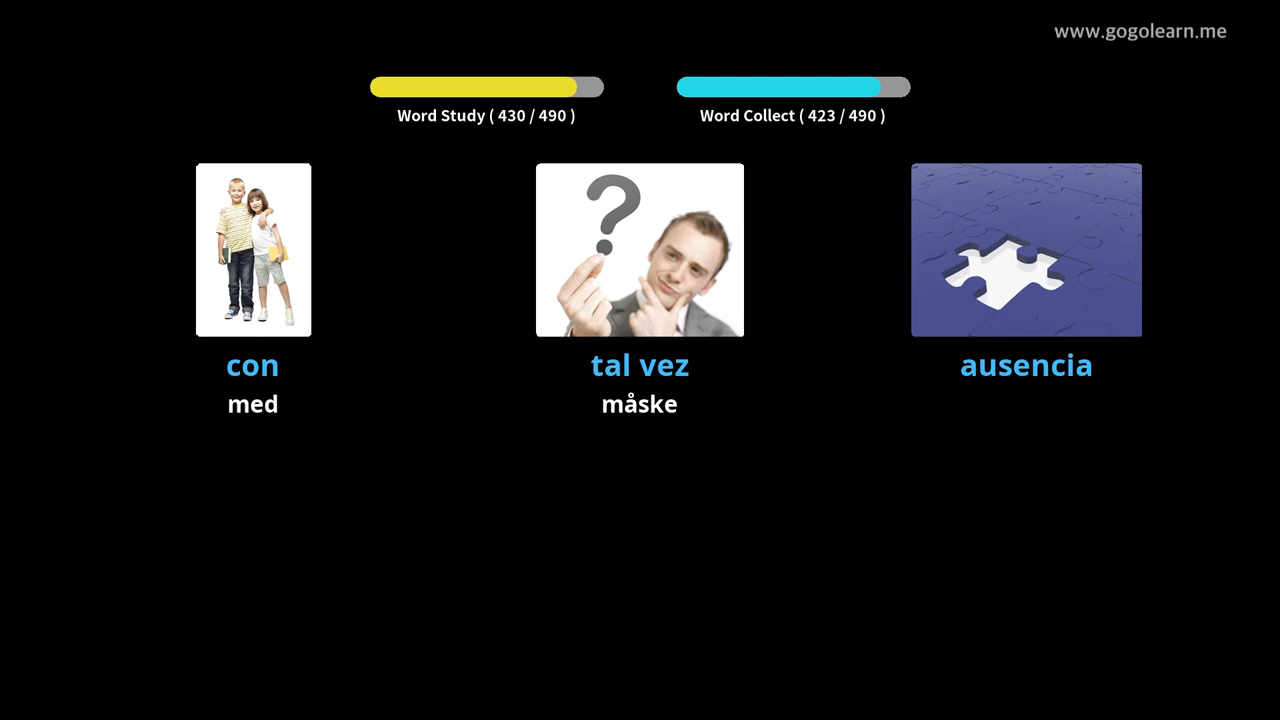 www.gogolearn.me
Word Study ( 430 / 490 )
Word Collect ( 423 / 490 )
con
tal vez
ausencia
med
måske